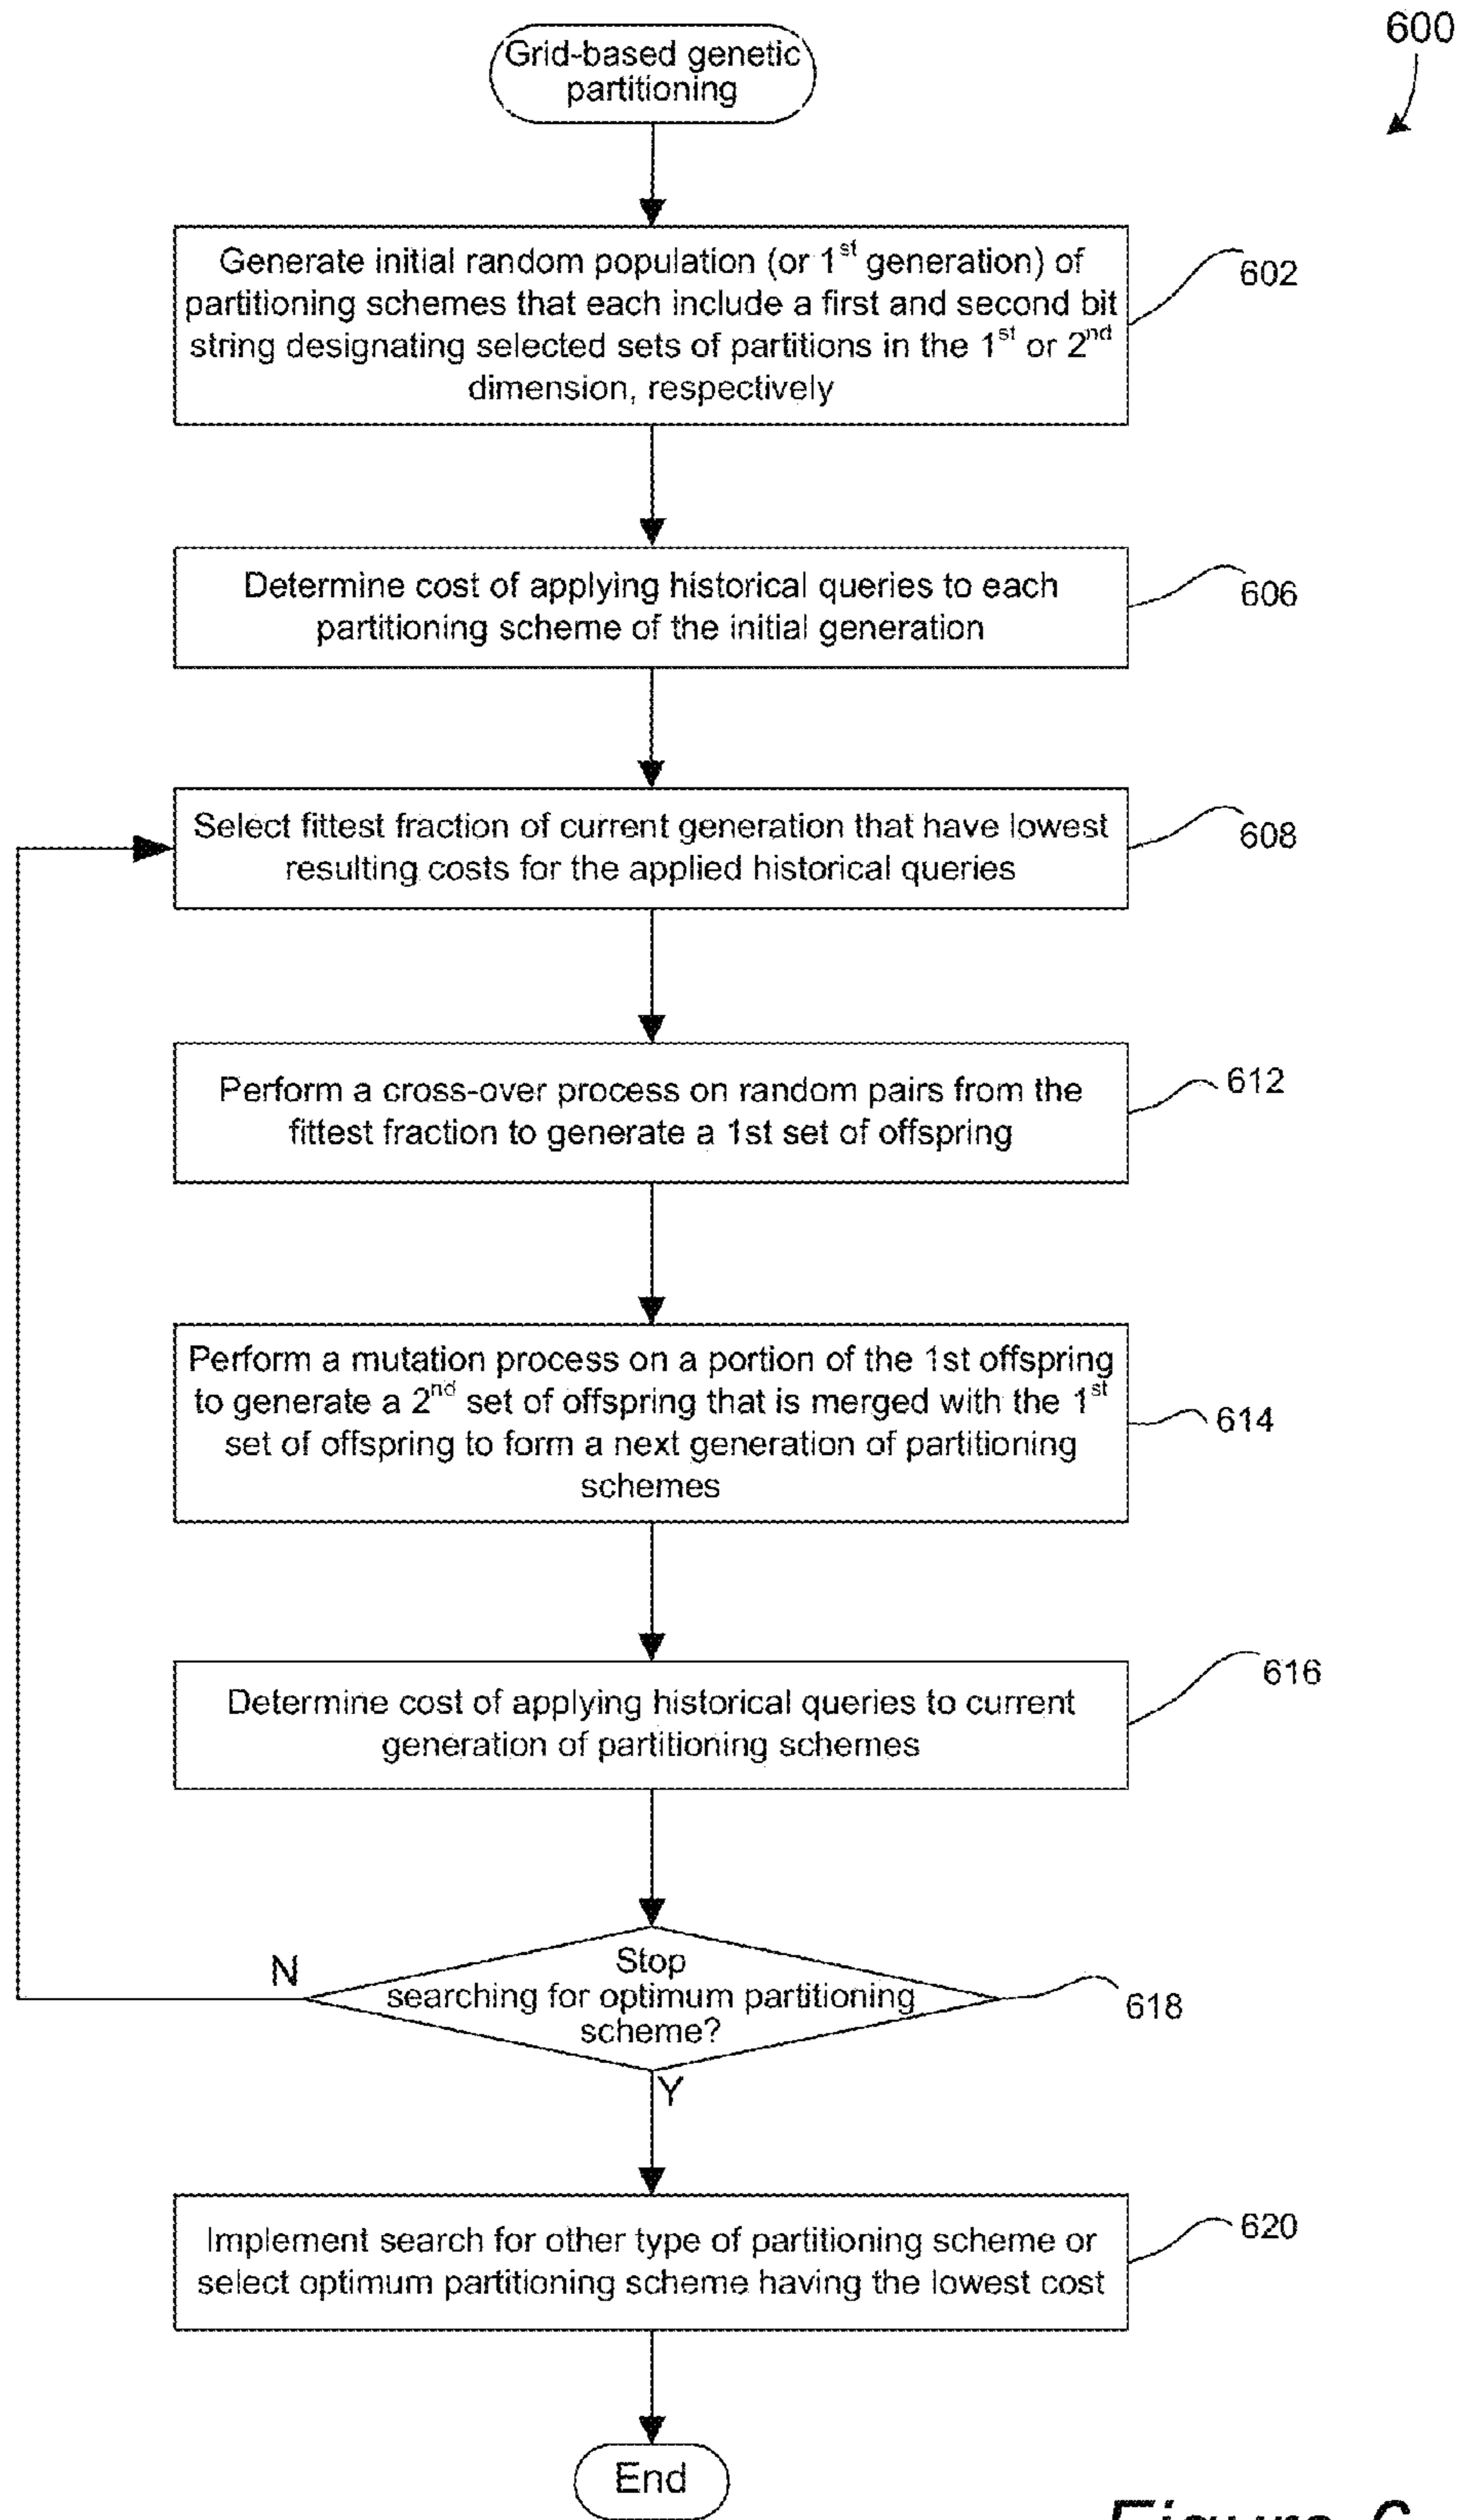 600
Grid-based genetic
partitioning
Generate initial random population (or 1st generation) of
partitioning schemes that each include a first and second bit
string designating selected sets of partitions in the 1st or 2nd
dimension, respectively
602
Determine cost of applying historical queries to each
partitioning scheme of the initial generation
606
Select fittest fraction of current generation that have lowest
resulting costs for the applied historical queries
608
Perform a cross-over process on random pairs from the
fittest fraction to generate a 1st set of offspring
612
Perform a mutation process on a portion of the 1st offspring
to generate a 2nd set of offspring that is merged with the 1st
set of offspring to form a next generation of partitioning
schemes
614
Determine cost of applying historical queries to current
generation of partitioning schemes
616
N
Stop
searching for optimum partitioning
scheme?
618
Y
Implement search for other type of partitioning scheme or
select optimum partitioning scheme having the lowest cost
620
End
Figure 6